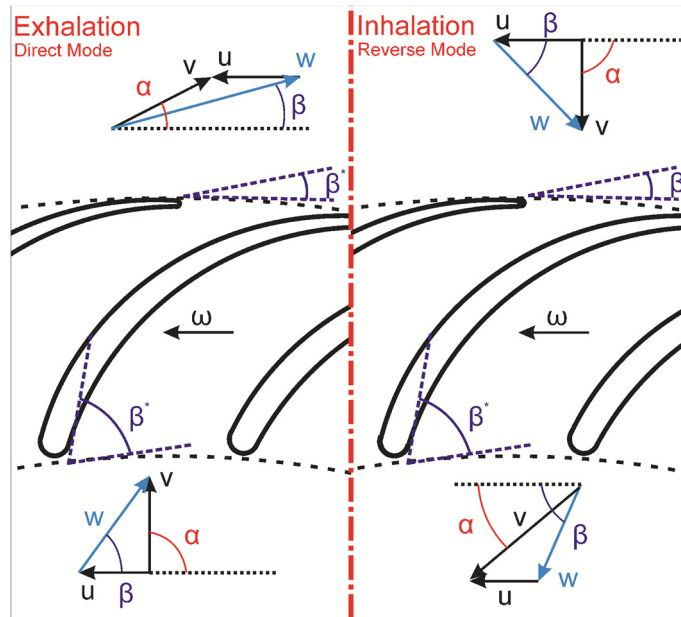 Exhalation
Direct Mode
v u w
α
β
β*
ω
β*
v
w
α
u β
Inhalation
Reverse Mode
u β
α
w v
β*
ω
β*
α v β
u w